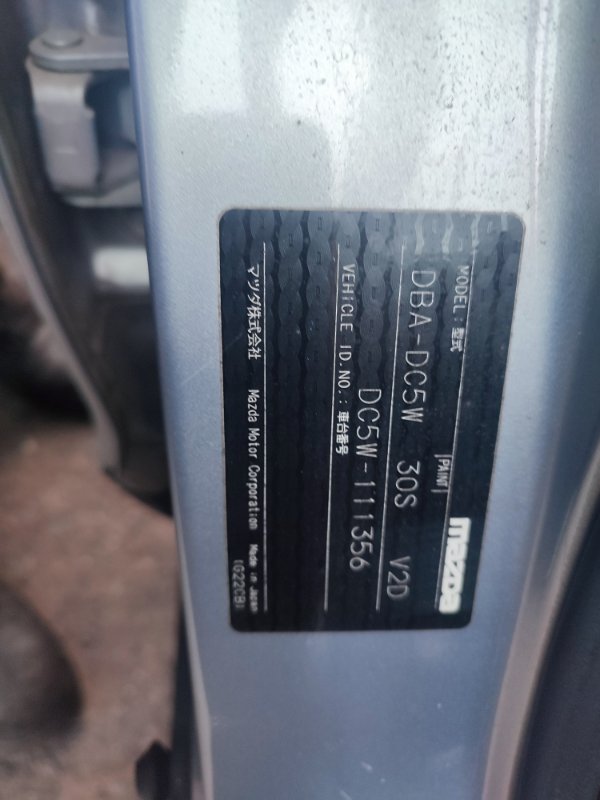 mazda
MODEL : 型式 |PAINT|
DBA-DC5W 30S V2D
VEHICLE ID.NO.: 車台番号
DC5W-111356
マツダ株式会社 Mazda Motor Corporation Made in Japan
(G22CB)